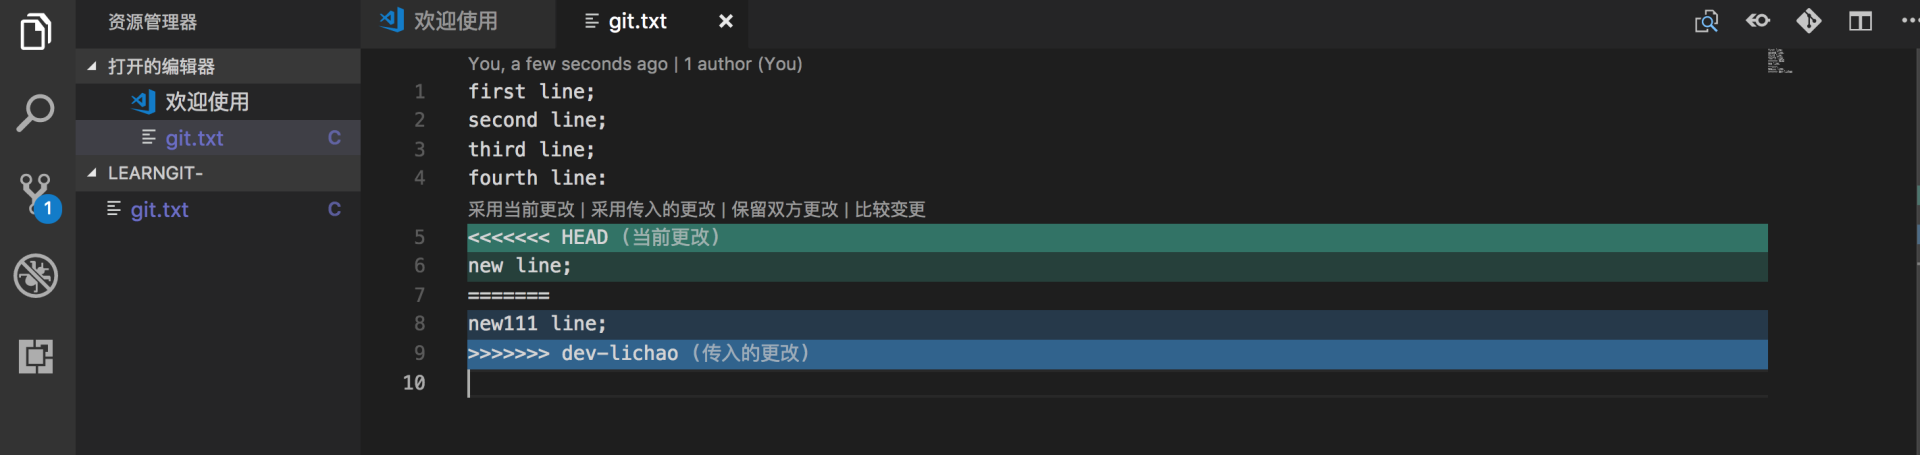 资源管理器
打开的编辑器
欢迎使用
git.txt C
LEARNGIT-
git.txt C
1
欢迎使用
git.txt
You, a few seconds ago | 1 author (You)
1 first line;
2 second line;
3 third line;
4 fourth line:
采用当前更改 | 采用传入的更改 | 保留双方更改 | 比较变更
5 <<<<<<< HEAD (当前更改)
6 new line;
7 =======
8 new111 line;
9 >>>>>>> dev-lichao (传入的更改)
10